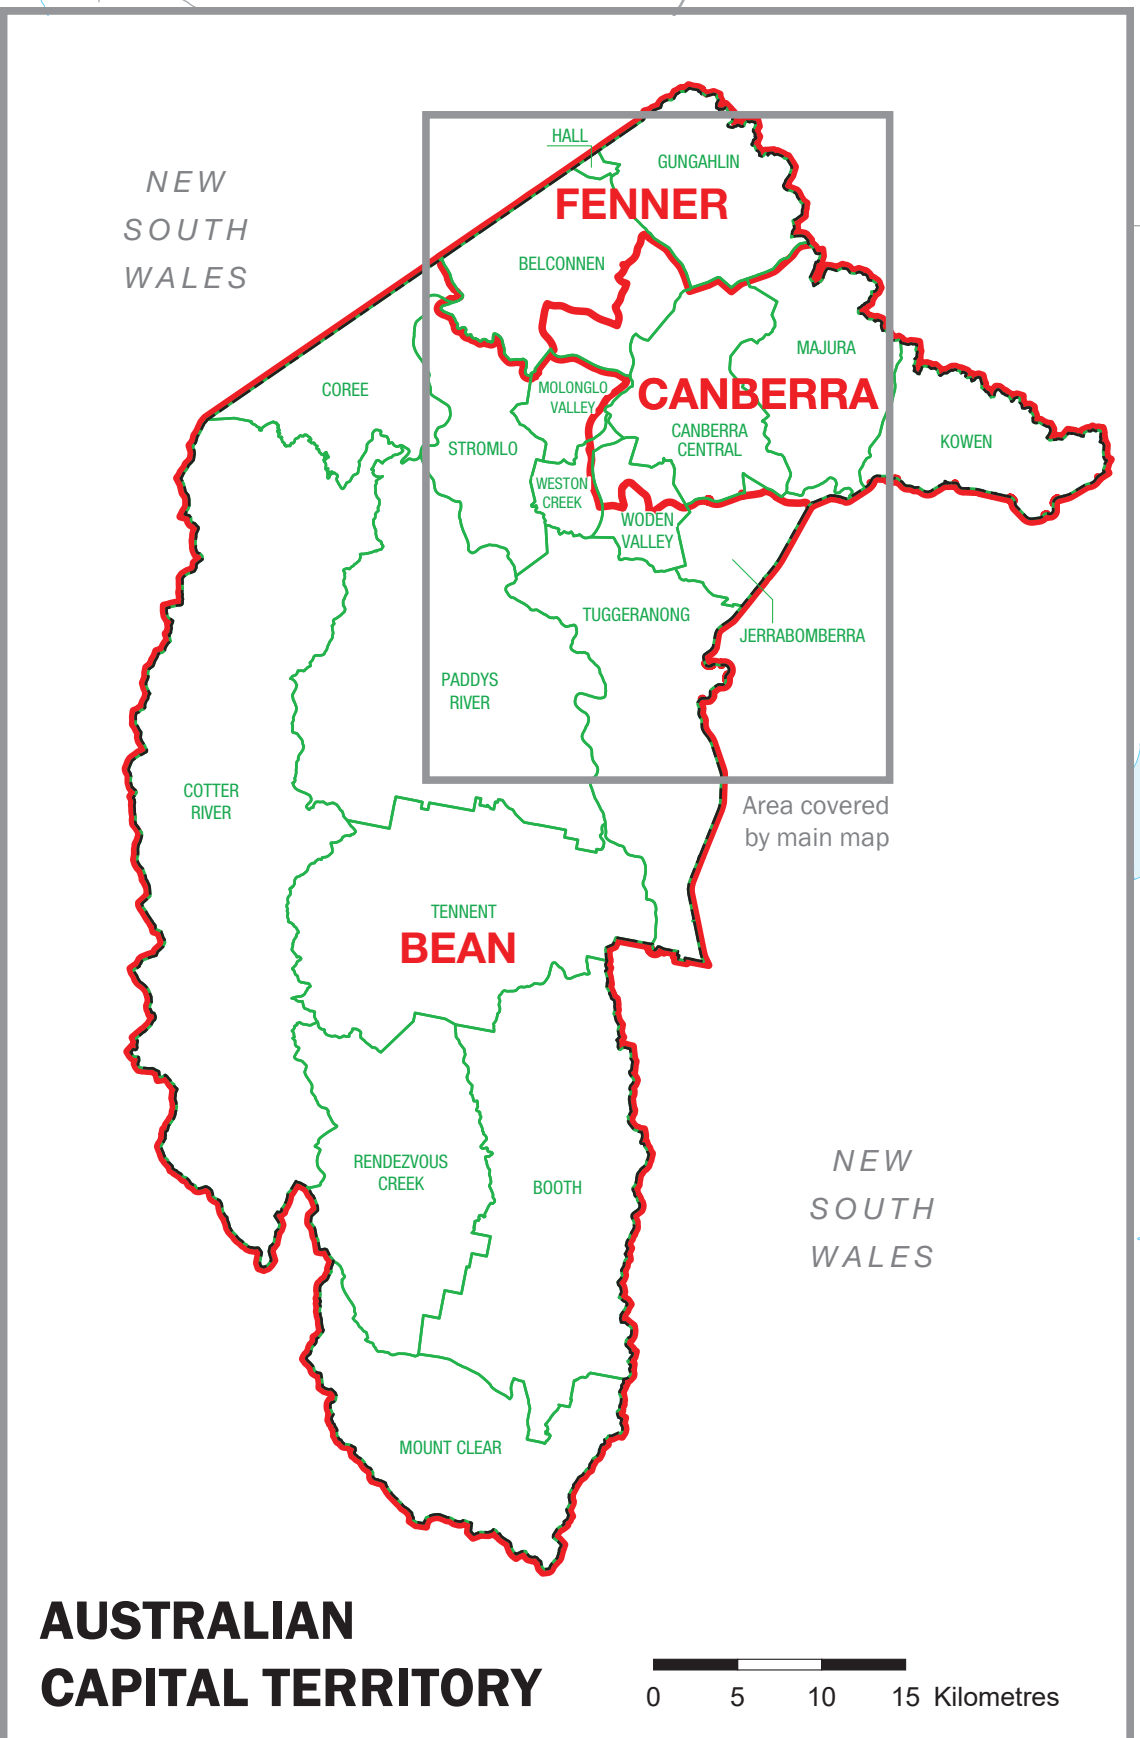 HALL
GUNGAHLIN
NEW
SOUTH
WALES
FENNER
BELCONNEN
MAJURA
COREE
MOLONGLO
VALLEY
CANBERRA
CANBERRA
CENTRAL
STROMLO
KOWEN
WESTON
CREEK
WODEN
VALLEY
TUGGERANONG
JERRABOMBERRA
PADDYS
RIVER
COTTER
RIVER
Area covered
by main map
TENNENT
BEAN
RENDEZVOUS
CREEK
BOOTH
NEW
SOUTH
WALES
MOUNT CLEAR
AUSTRALIAN
CAPITAL TERRITORY
0 5 10 15 Kilometres